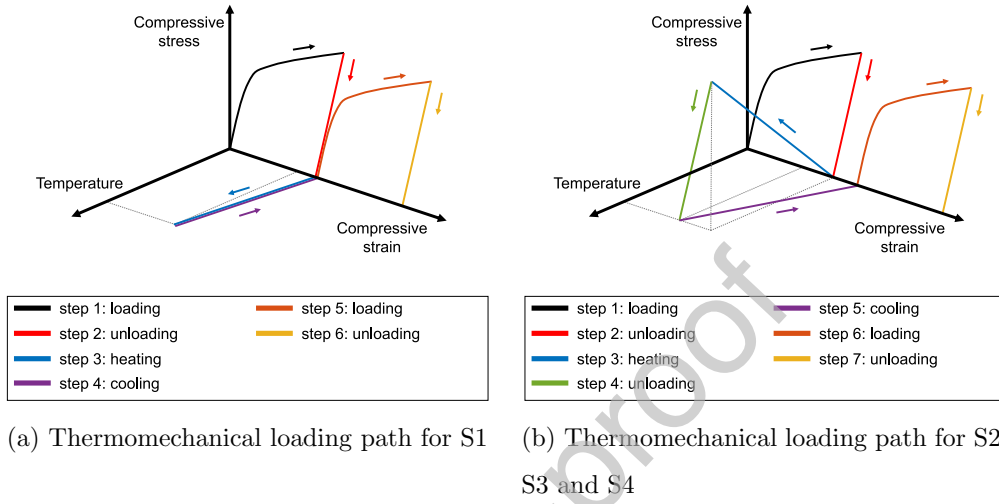 Compressive
stress
Temperature
Compressive
strain
step 1: loading
step 2: unloading
step 3: heating
step 4: cooling
step 5: loading
step 6: unloading
(a) Thermomechanical loading path for S1
Compressive
stress
Temperature
Compressive
strain
step 1: loading
step 2: unloading
step 3: heating
step 4: unloading
step 5: cooling
step 6: loading
step 7: unloading
(b) Thermomechanical loading path for S2
S3 and S4
proof